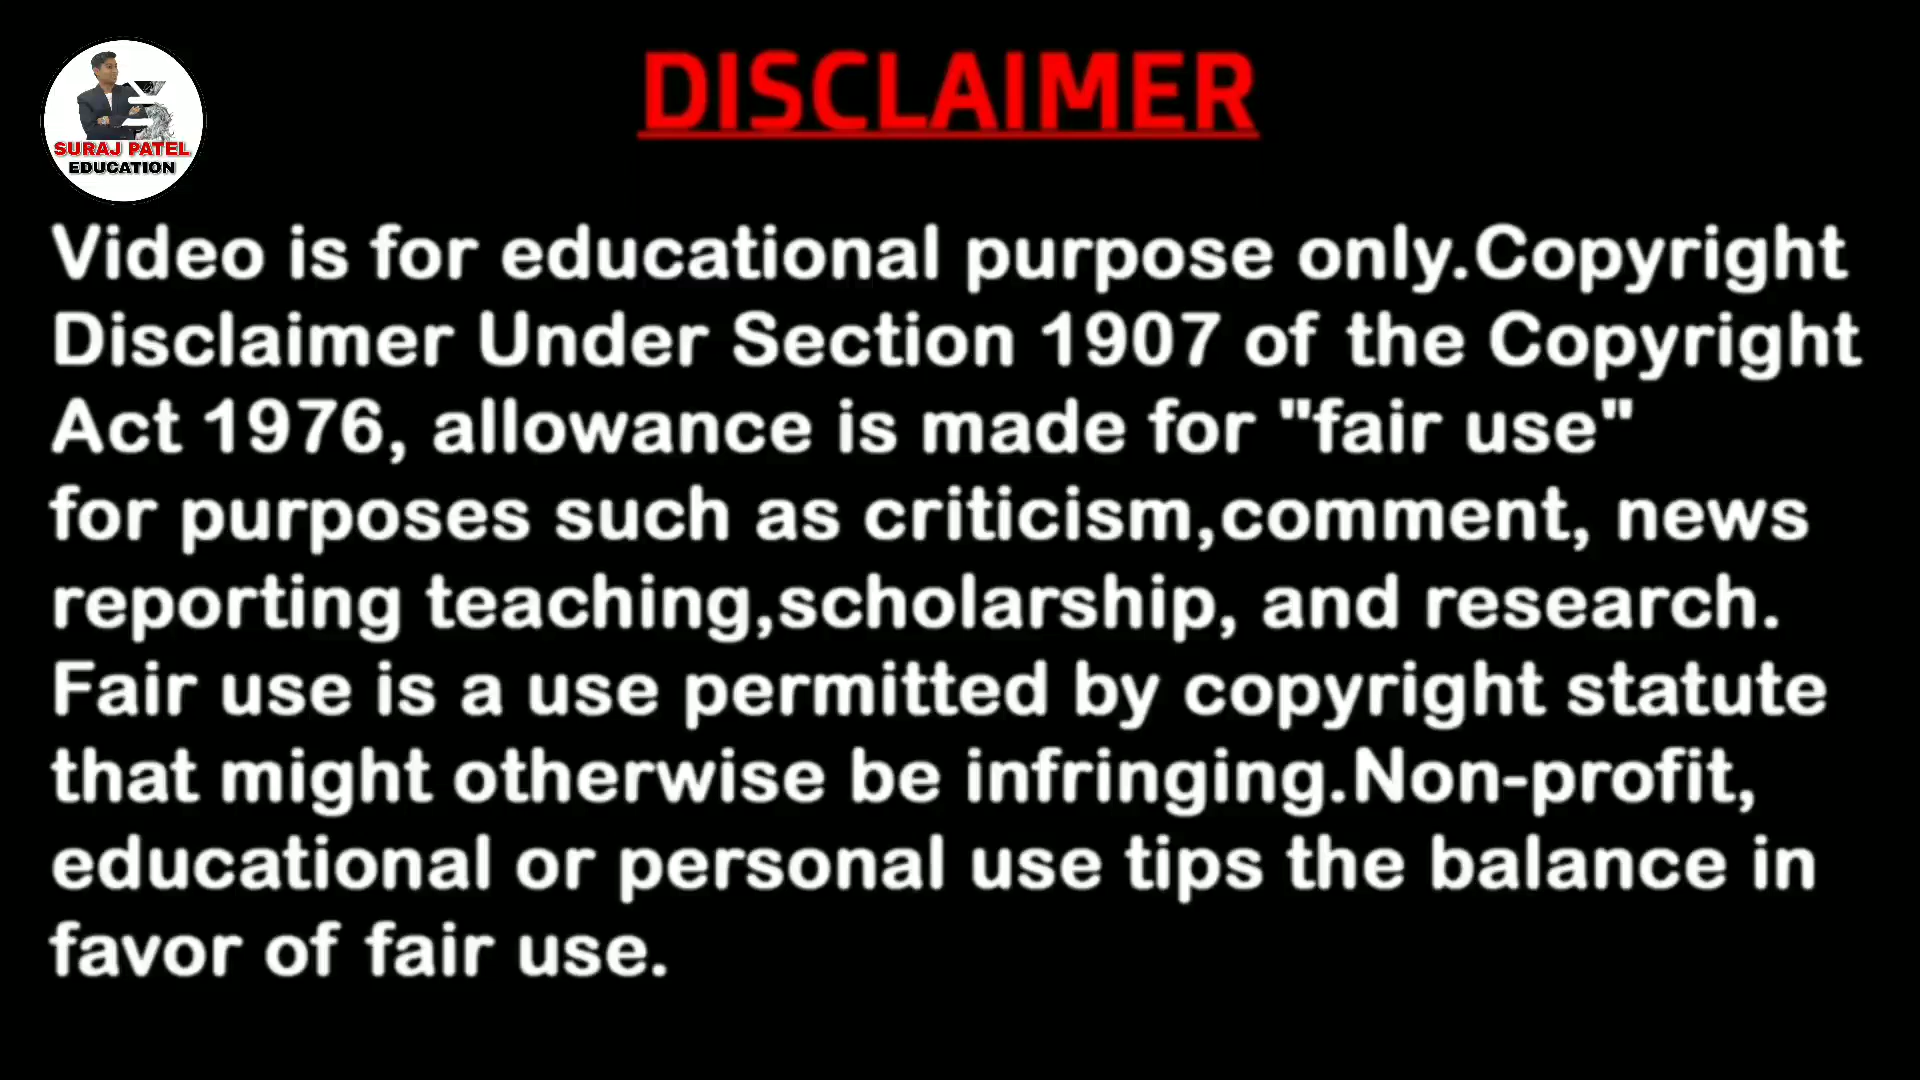 SURAJ PATEL
EDUCATION
DISCLAIMER
Video is for educational purpose only.Copyright
Disclaimer Under Section 1907 of the Copyright
Act 1976, allowance is made for "fair use"
for purposes such as criticism,comment, news
reporting teaching,scholarship, and research.
Fair use is a use permitted by copyright statute
that might otherwise be infringing.Non-profit,
educational or personal use tips the balance in
favor of fair use.